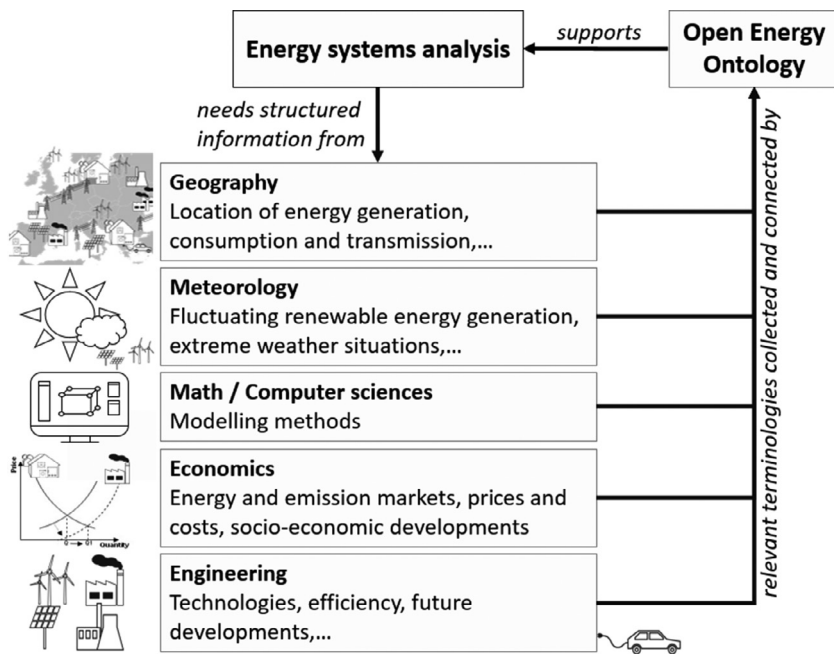 Energy systems analysis
supports
Open Energy
Ontology
needs structured
information from
relevant terminologies collected and connected by
Geography
Location of energy generation,
consumption and transmission,...
Meteorology
Fluctuating renewable energy generation,
extreme weather situations,...
Math / Computer sciences
Modelling methods
Price
Quantity
Economics
Energy and emission markets, prices and
costs, socio-economic developments
Engineering
Technologies, efficiency, future
developments,...